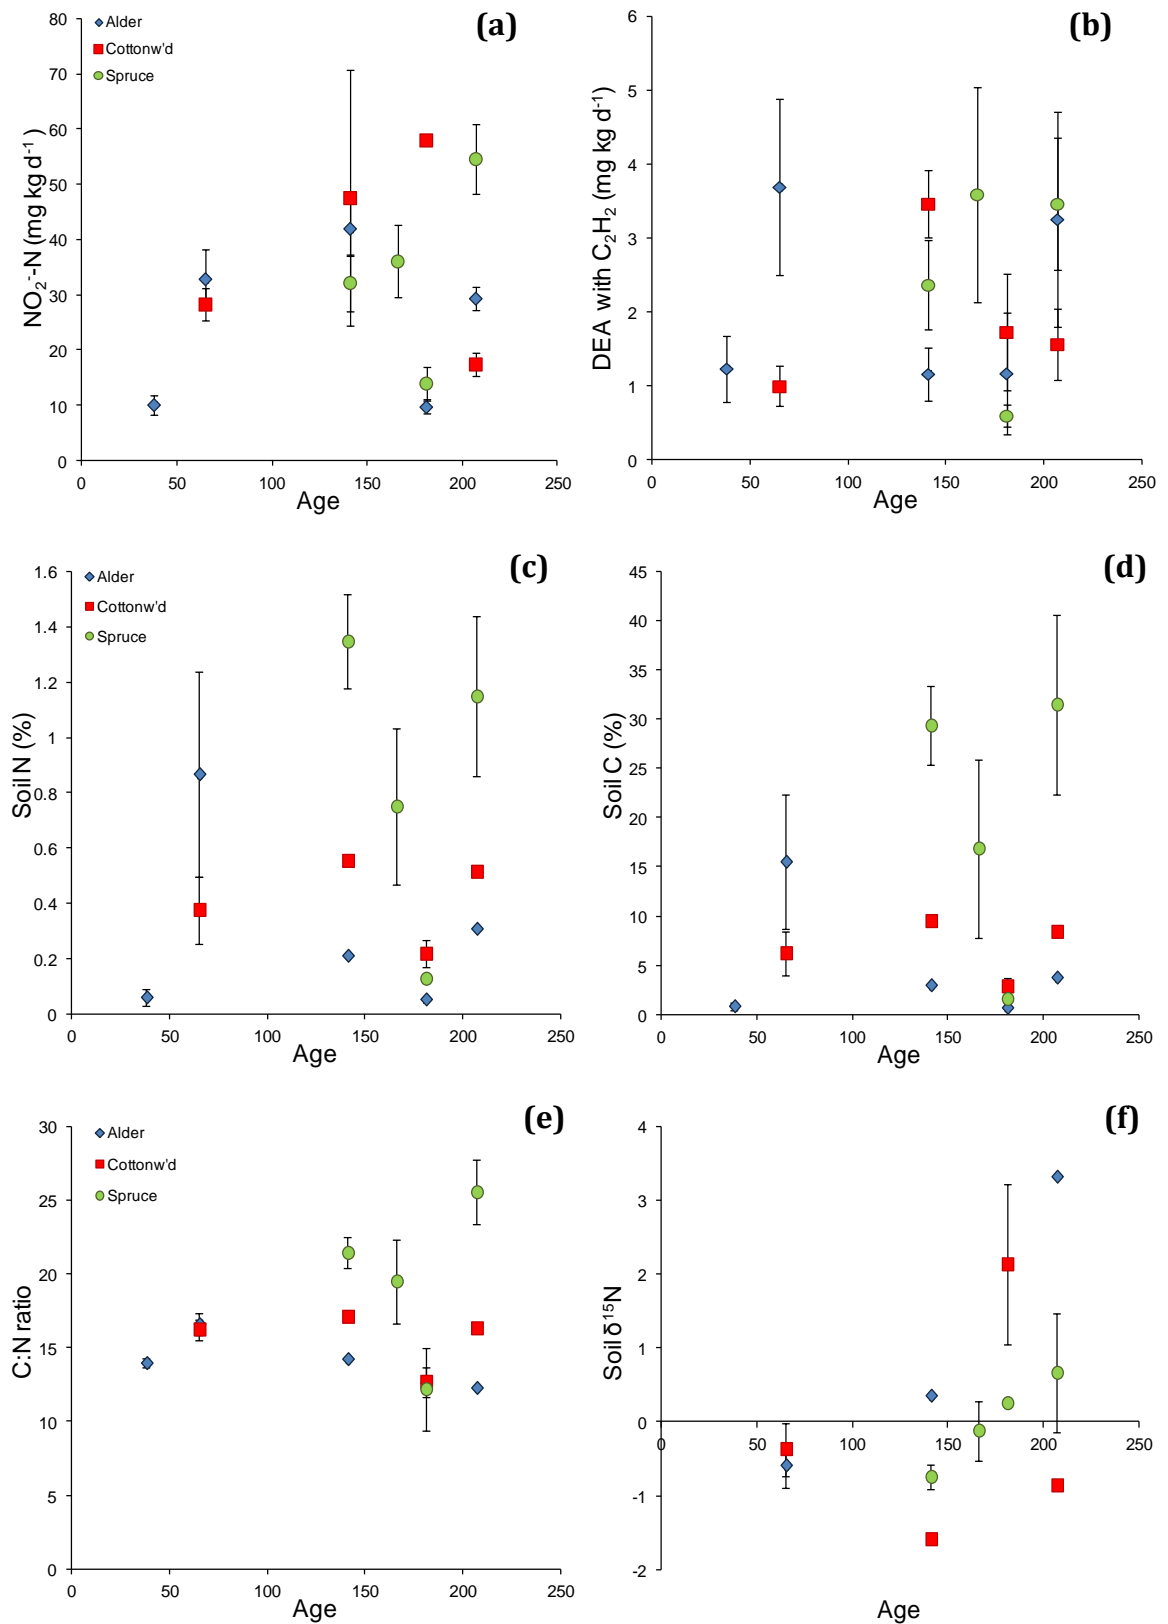 (a)
Alder
Cottonw'd
Spruce
NO₂⁻-N (mg kg d⁻¹)
80
70
60
50
40
30
20
10
0
0 50 100 150 200 250
Age
(b)
DEA with C₂H₂ (mg kg d⁻¹)
6
5
4
3
2
1
0
0 50 100 150 200 250
Age
(c)
Alder
Cottonw'd
Spruce
Soil N (%)
1.6
1.4
1.2
1
0.8
0.6
0.4
0.2
0
0 50 100 150 200 250
Age
(d)
Soil C (%)
45
40
35
30
25
20
15
10
5
0
0 50 100 150 200 250
Age
(e)
Alder
Cottonw'd
Spruce
C:N ratio
30
25
20
15
10
5
0
0 50 100 150 200 250
Age
(f)
Soil δ¹⁵N
4
3
2
1
0
-1
-2
0 50 100 150 200 250
Age